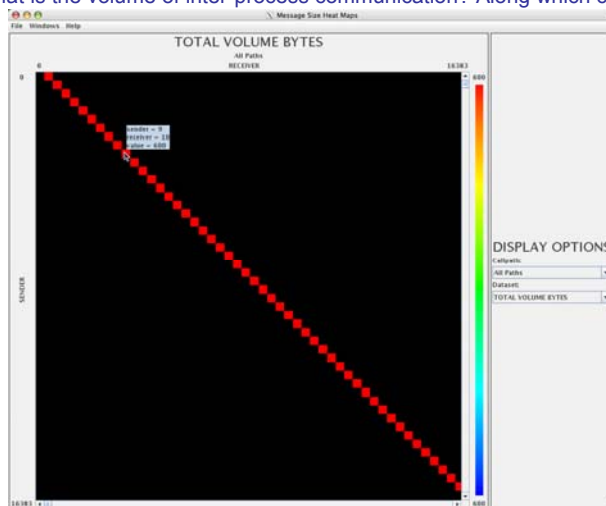 at is the volume of inter-process communication? Along which
Message Size Heat Maps
File Windows Help
TOTAL VOLUME BYTES
All Paths
0 RECEIVER 16383
0
600
sender = 9
receiver = 10
value = 600
SENDER
DISPLAY OPTIONS
Callpath:
All Paths
Dataset:
TOTAL VOLUME BYTES
16383
600